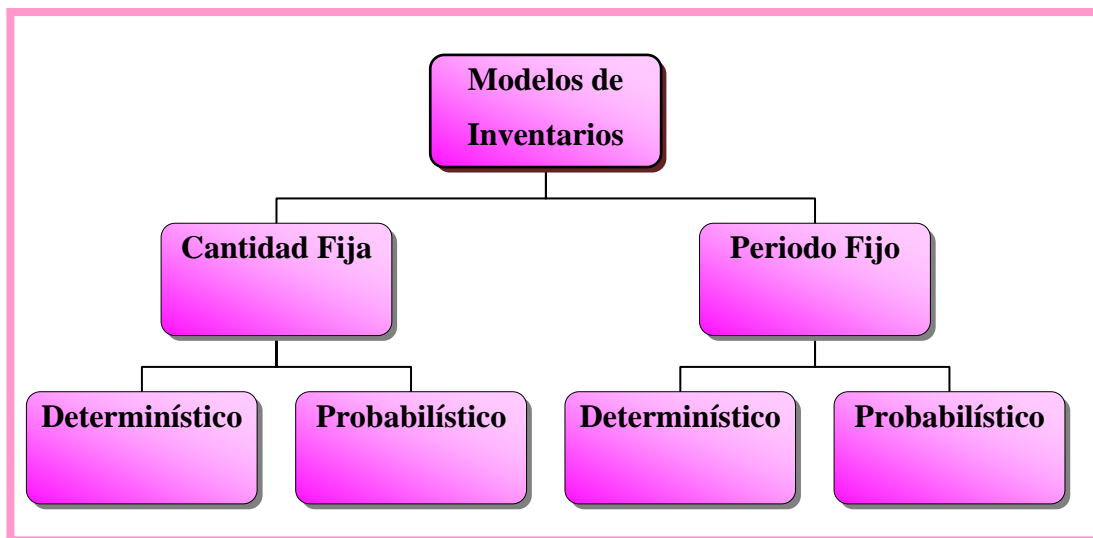 Modelos de
Inventarios
Cantidad Fija
Periodo Fijo
Determinístico
Probabilístico
Determinístico
Probabilístico